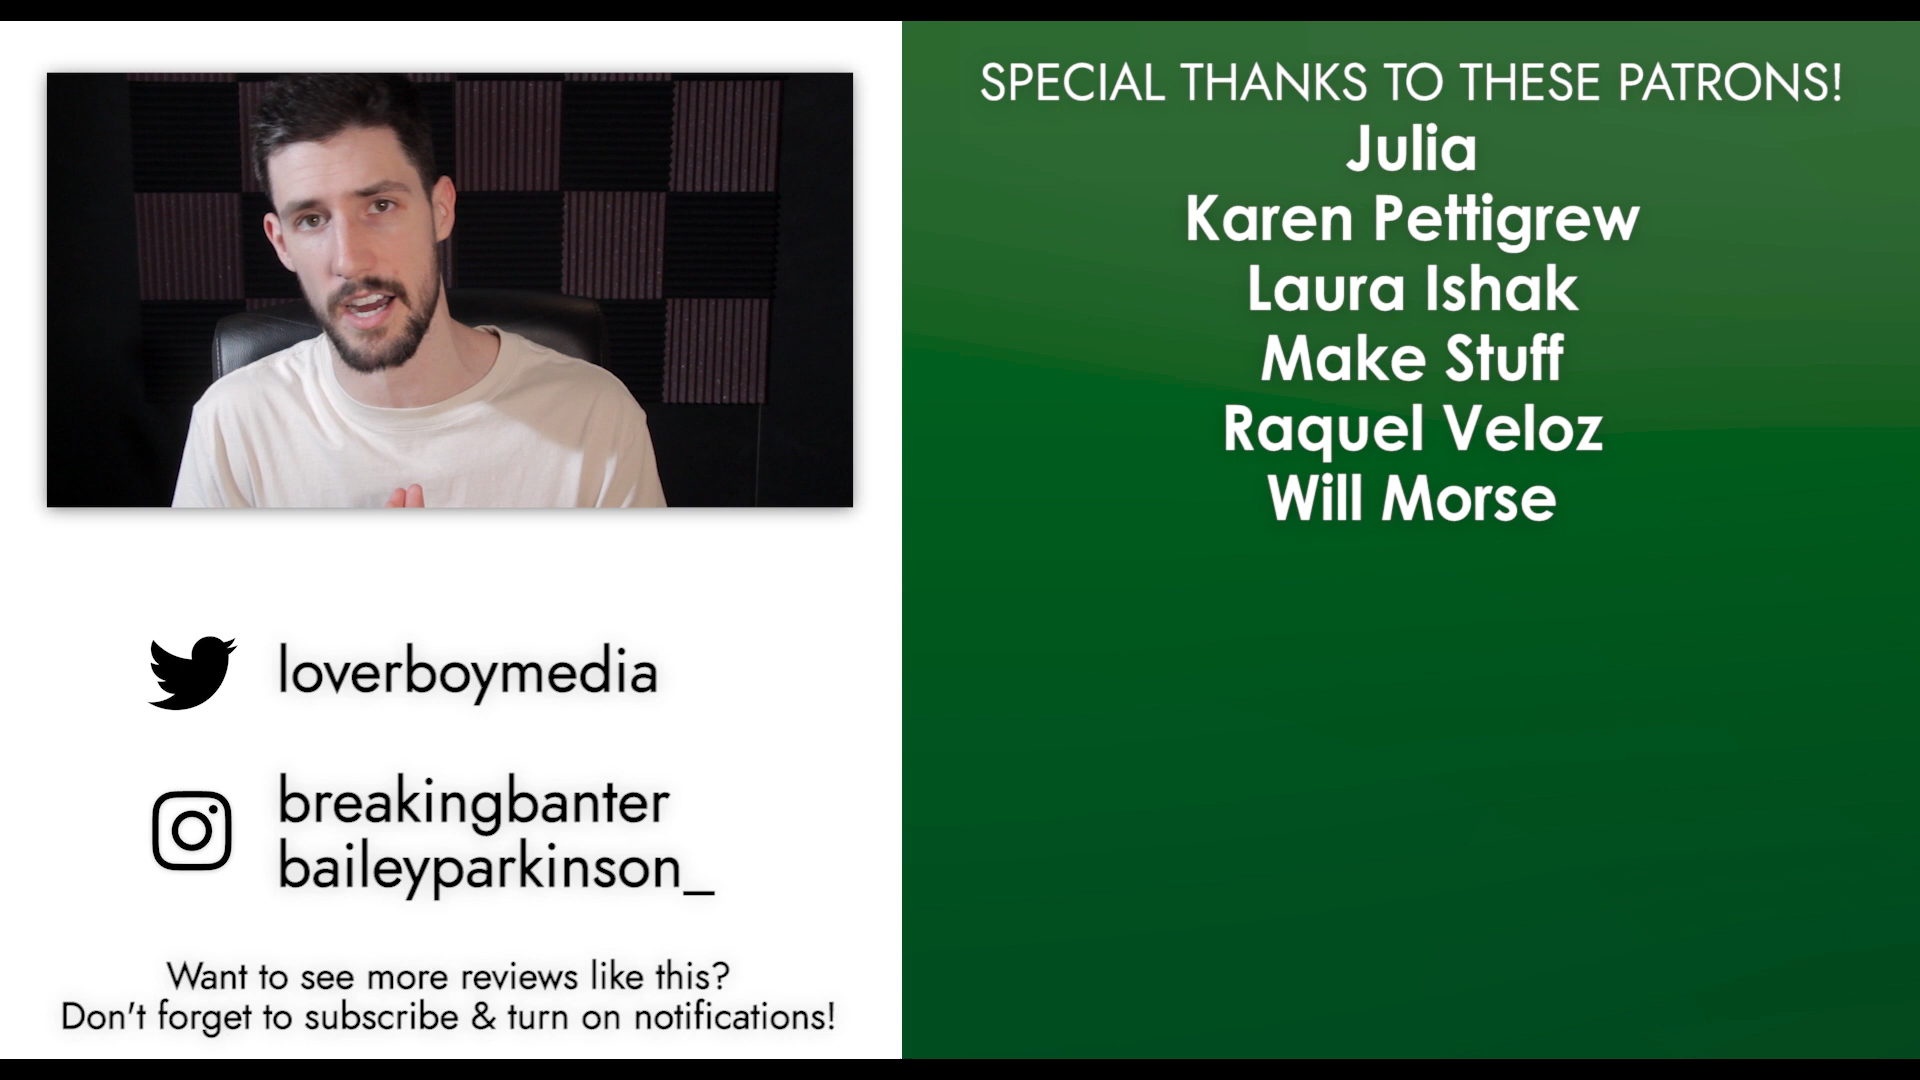 SPECIAL THANKS TO THESE PATRONS!
Julia
Karen Pettigrew
Laura Ishak
Make Stuff
Raquel Veloz
Will Morse
loverboymedia
breakingbanter
baileyparkinson_
Want to see more reviews like this?
Don't forget to subscribe & turn on notifications!